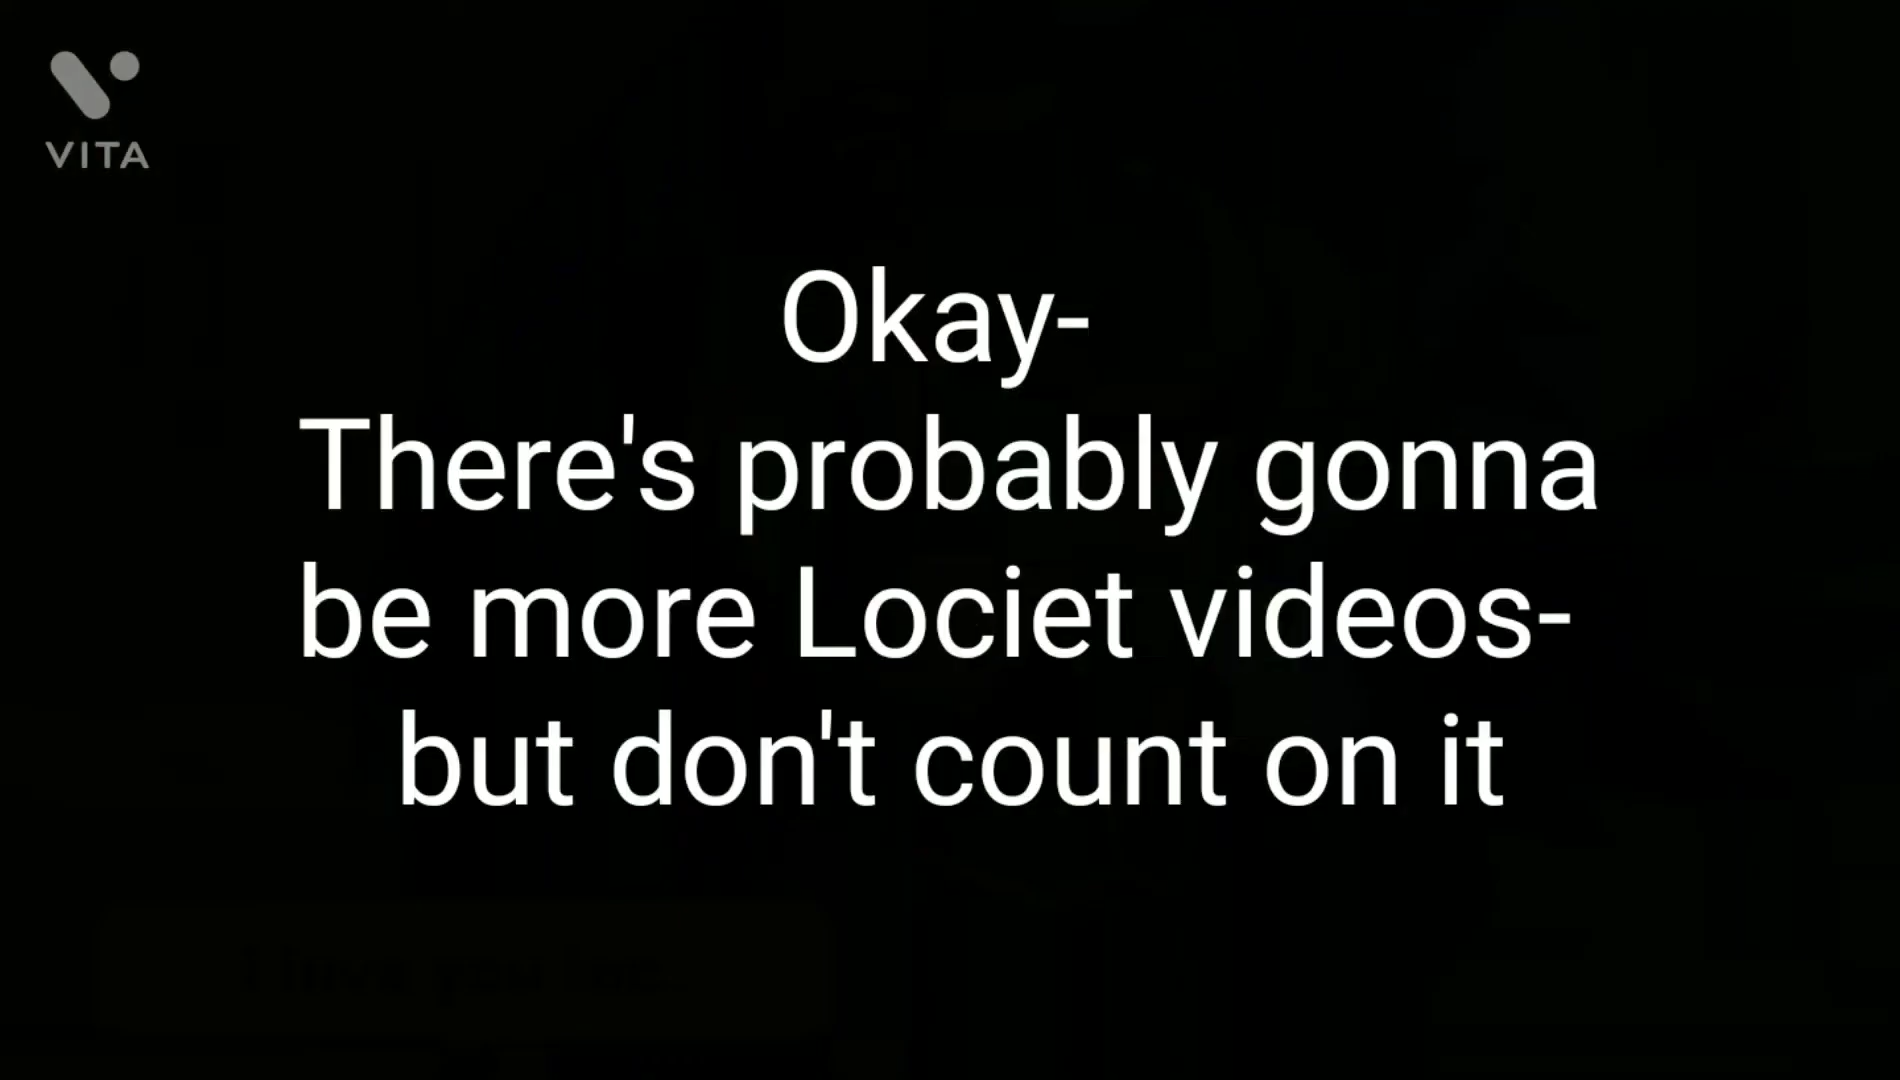 VITA
Okay-
There's probably gonna
be more Lociet videos-
but don't count on it